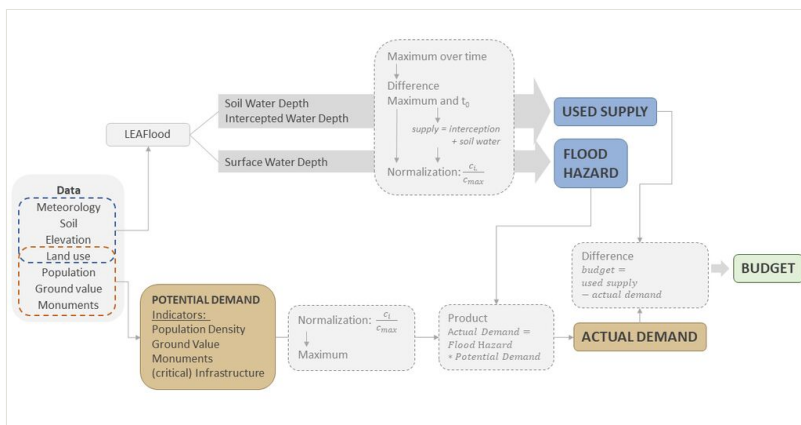 Maximum over time
Difference
Maximum and t₀
supply = interception
+ soil water
Normalization: cᵢ/cₘₐₓ
Soil Water Depth
Intercepted Water Depth
Surface Water Depth
LEAFlood
USED SUPPLY
FLOOD
HAZARD
Data
Meteorology
Soil
Elevation
Land use
Population
Ground value
Monuments
POTENTIAL DEMAND
Indicators:
Population Density
Ground Value
Monuments
(critical) Infrastructure
Normalization: cᵢ/cₘₐₓ
Maximum
Product
Actual Demand =
Flood Hazard
* Potential Demand
Difference
budget =
used supply
− actual demand
ACTUAL DEMAND
BUDGET